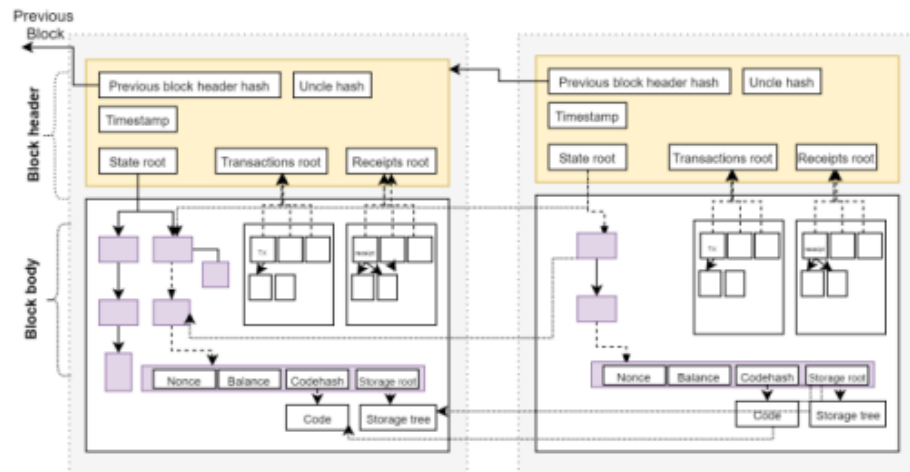 Previous
Block
Block header
Previous block header hash
Uncle hash
Timestamp
State root
Transactions root
Receipts root
Block body
TX
Nonce
Balance
Codehash
Storage root
Code
Storage tree
Previous block header hash
Uncle hash
Timestamp
State root
Transactions root
Receipts root
TX
Nonce
Balance
Codehash
Storage root
Code
Storage tree